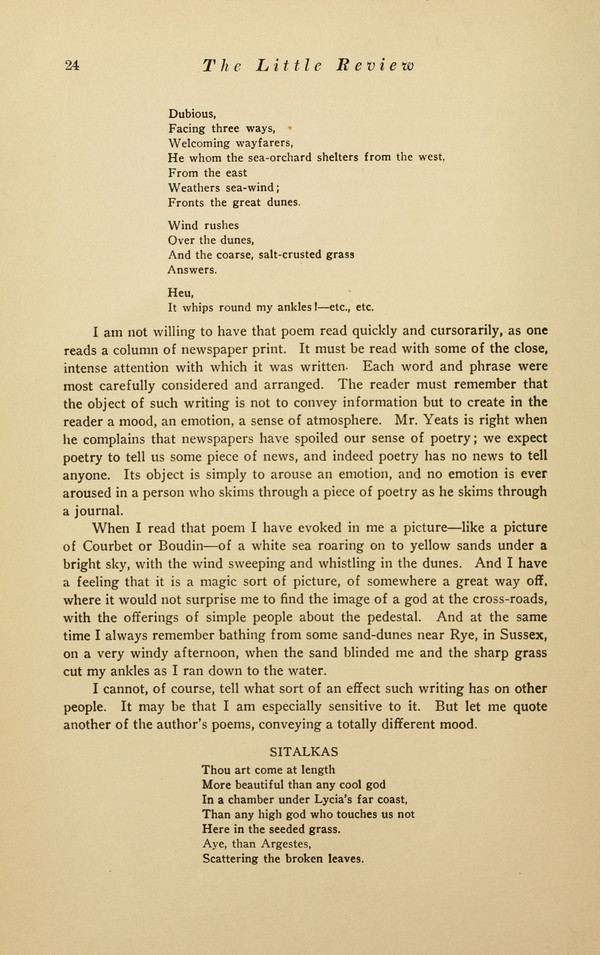 24
The Little Review
Dubious,
Facing three ways,
Welcoming wayfarers,
He whom the sea-orchard shelters from the west,
From the east
Weathers sea-wind;
Fronts the great dunes.
Wind rushes
Over the dunes,
And the coarse, salt-crusted grass
Answers.
Heu,
It whips round my ankles!—etc., etc.
I am not willing to have that poem read quickly and cursorarily, as one
reads a column of newspaper print. It must be read with some of the close,
intense attention with which it was written. Each word and phrase were
most carefully considered and arranged. The reader must remember that
the object of such writing is not to convey information but to create in the
reader a mood, an emotion, a sense of atmosphere. Mr. Yeats is right when
he complains that newspapers have spoiled our sense of poetry; we expect
poetry to tell us some piece of news, and indeed poetry has no news to tell
anyone. Its object is simply to arouse an emotion, and no emotion is ever
aroused in a person who skims through a piece of poetry as he skims through
a journal.
When I read that poem I have evoked in me a picture—like a picture
of Courbet or Boudin—of a white sea roaring on to yellow sands under a
bright sky, with the wind sweeping and whistling in the dunes. And I have
a feeling that it is a magic sort of picture, of somewhere a great way off,
where it would not surprise me to find the image of a god at the cross-roads,
with the offerings of simple people about the pedestal. And at the same
time I always remember bathing from some sand-dunes near Rye, in Sussex,
on a very windy afternoon, when the sand blinded me and the sharp grass
cut my ankles as I ran down to the water.
I cannot, of course, tell what sort of an effect such writing has on other
people. It may be that I am especially sensitive to it. But let me quote
another of the author's poems, conveying a totally different mood.
SITALKAS
Thou art come at length
More beautiful than any cool god
In a chamber under Lycia's far coast,
Than any high god who touches us not
Here in the seeded grass.
Aye, than Argestes,
Scattering the broken leaves.